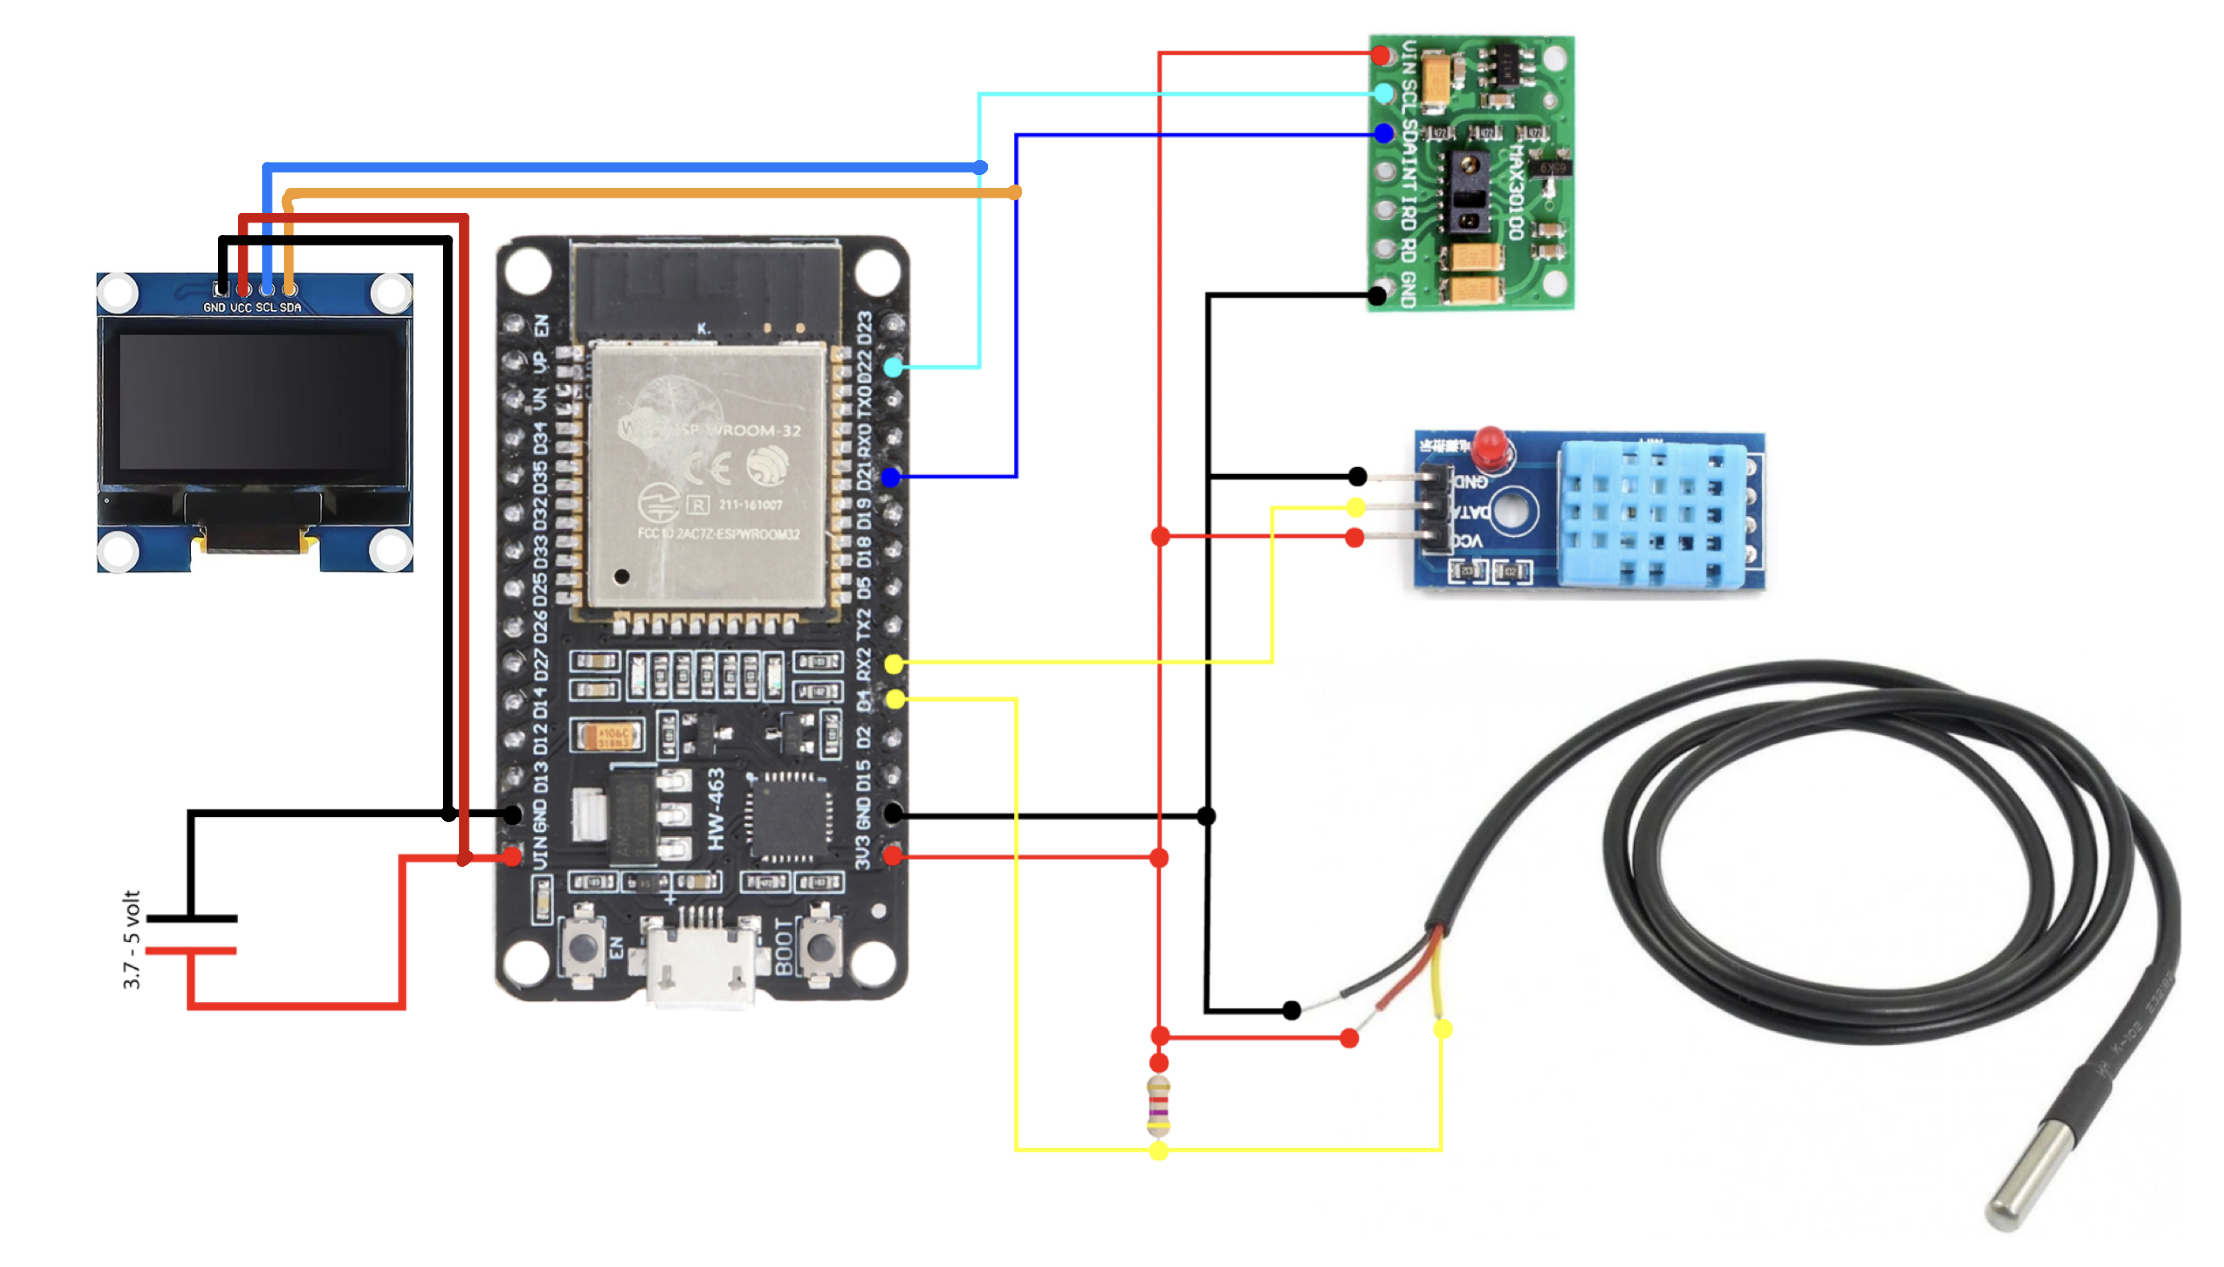 GND VCC SCL SDA
3.7 - 5 volt
EN
VP
VN
D34
D35
D32
D33
D25
D26
D27
D14
D12
D13
GND
VIN
ESP-WROOM-32
CE
R 211-161007
FCC ID:2AC7Z-ESPWROOM32
HW-463
EN
BOOT
D23
D22
TX0
RX0
D21
D19
D18
D5
TX2
RX2
D4
D2
D15
GND
3V3
VIN
SCL
SDA
INT
IRD
RD
GND
MAX30100
GND
DATA
VCC